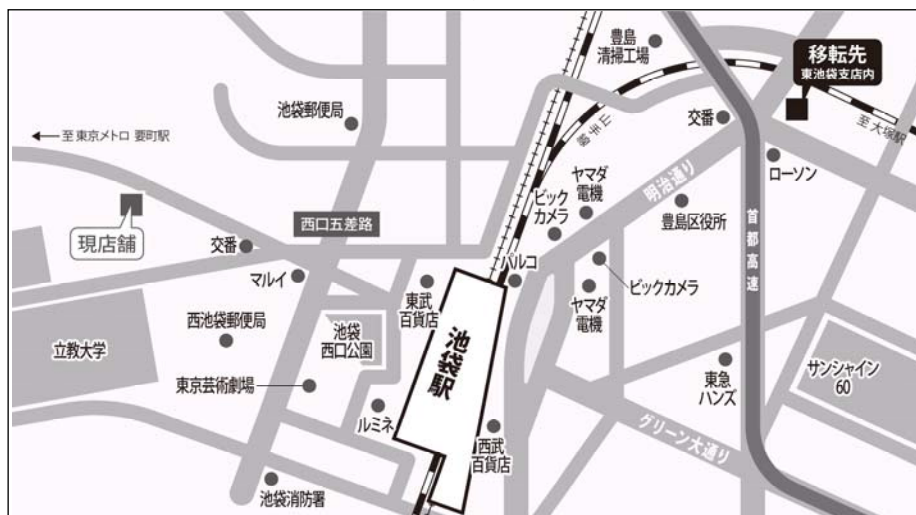 豊島
清掃工場
移転先
東池袋支店内
池袋郵便局
交番
至大塚駅
← 至東京メトロ 要町駅
山手線
ヤマダ
電機
ローソン
ビック
カメラ
明治通り
豊島区役所
首都高速
現店舗
西口五差路
交番
パルコ
マルイ
東武
百貨店
ビックカメラ
ヤマダ
電機
池袋
西口公園
池袋駅
西池袋郵便局
立教大学
東急
ハンズ
サンシャイン
60
東京芸術劇場
ルミネ
西武
百貨店
グリーン大通り
池袋消防署